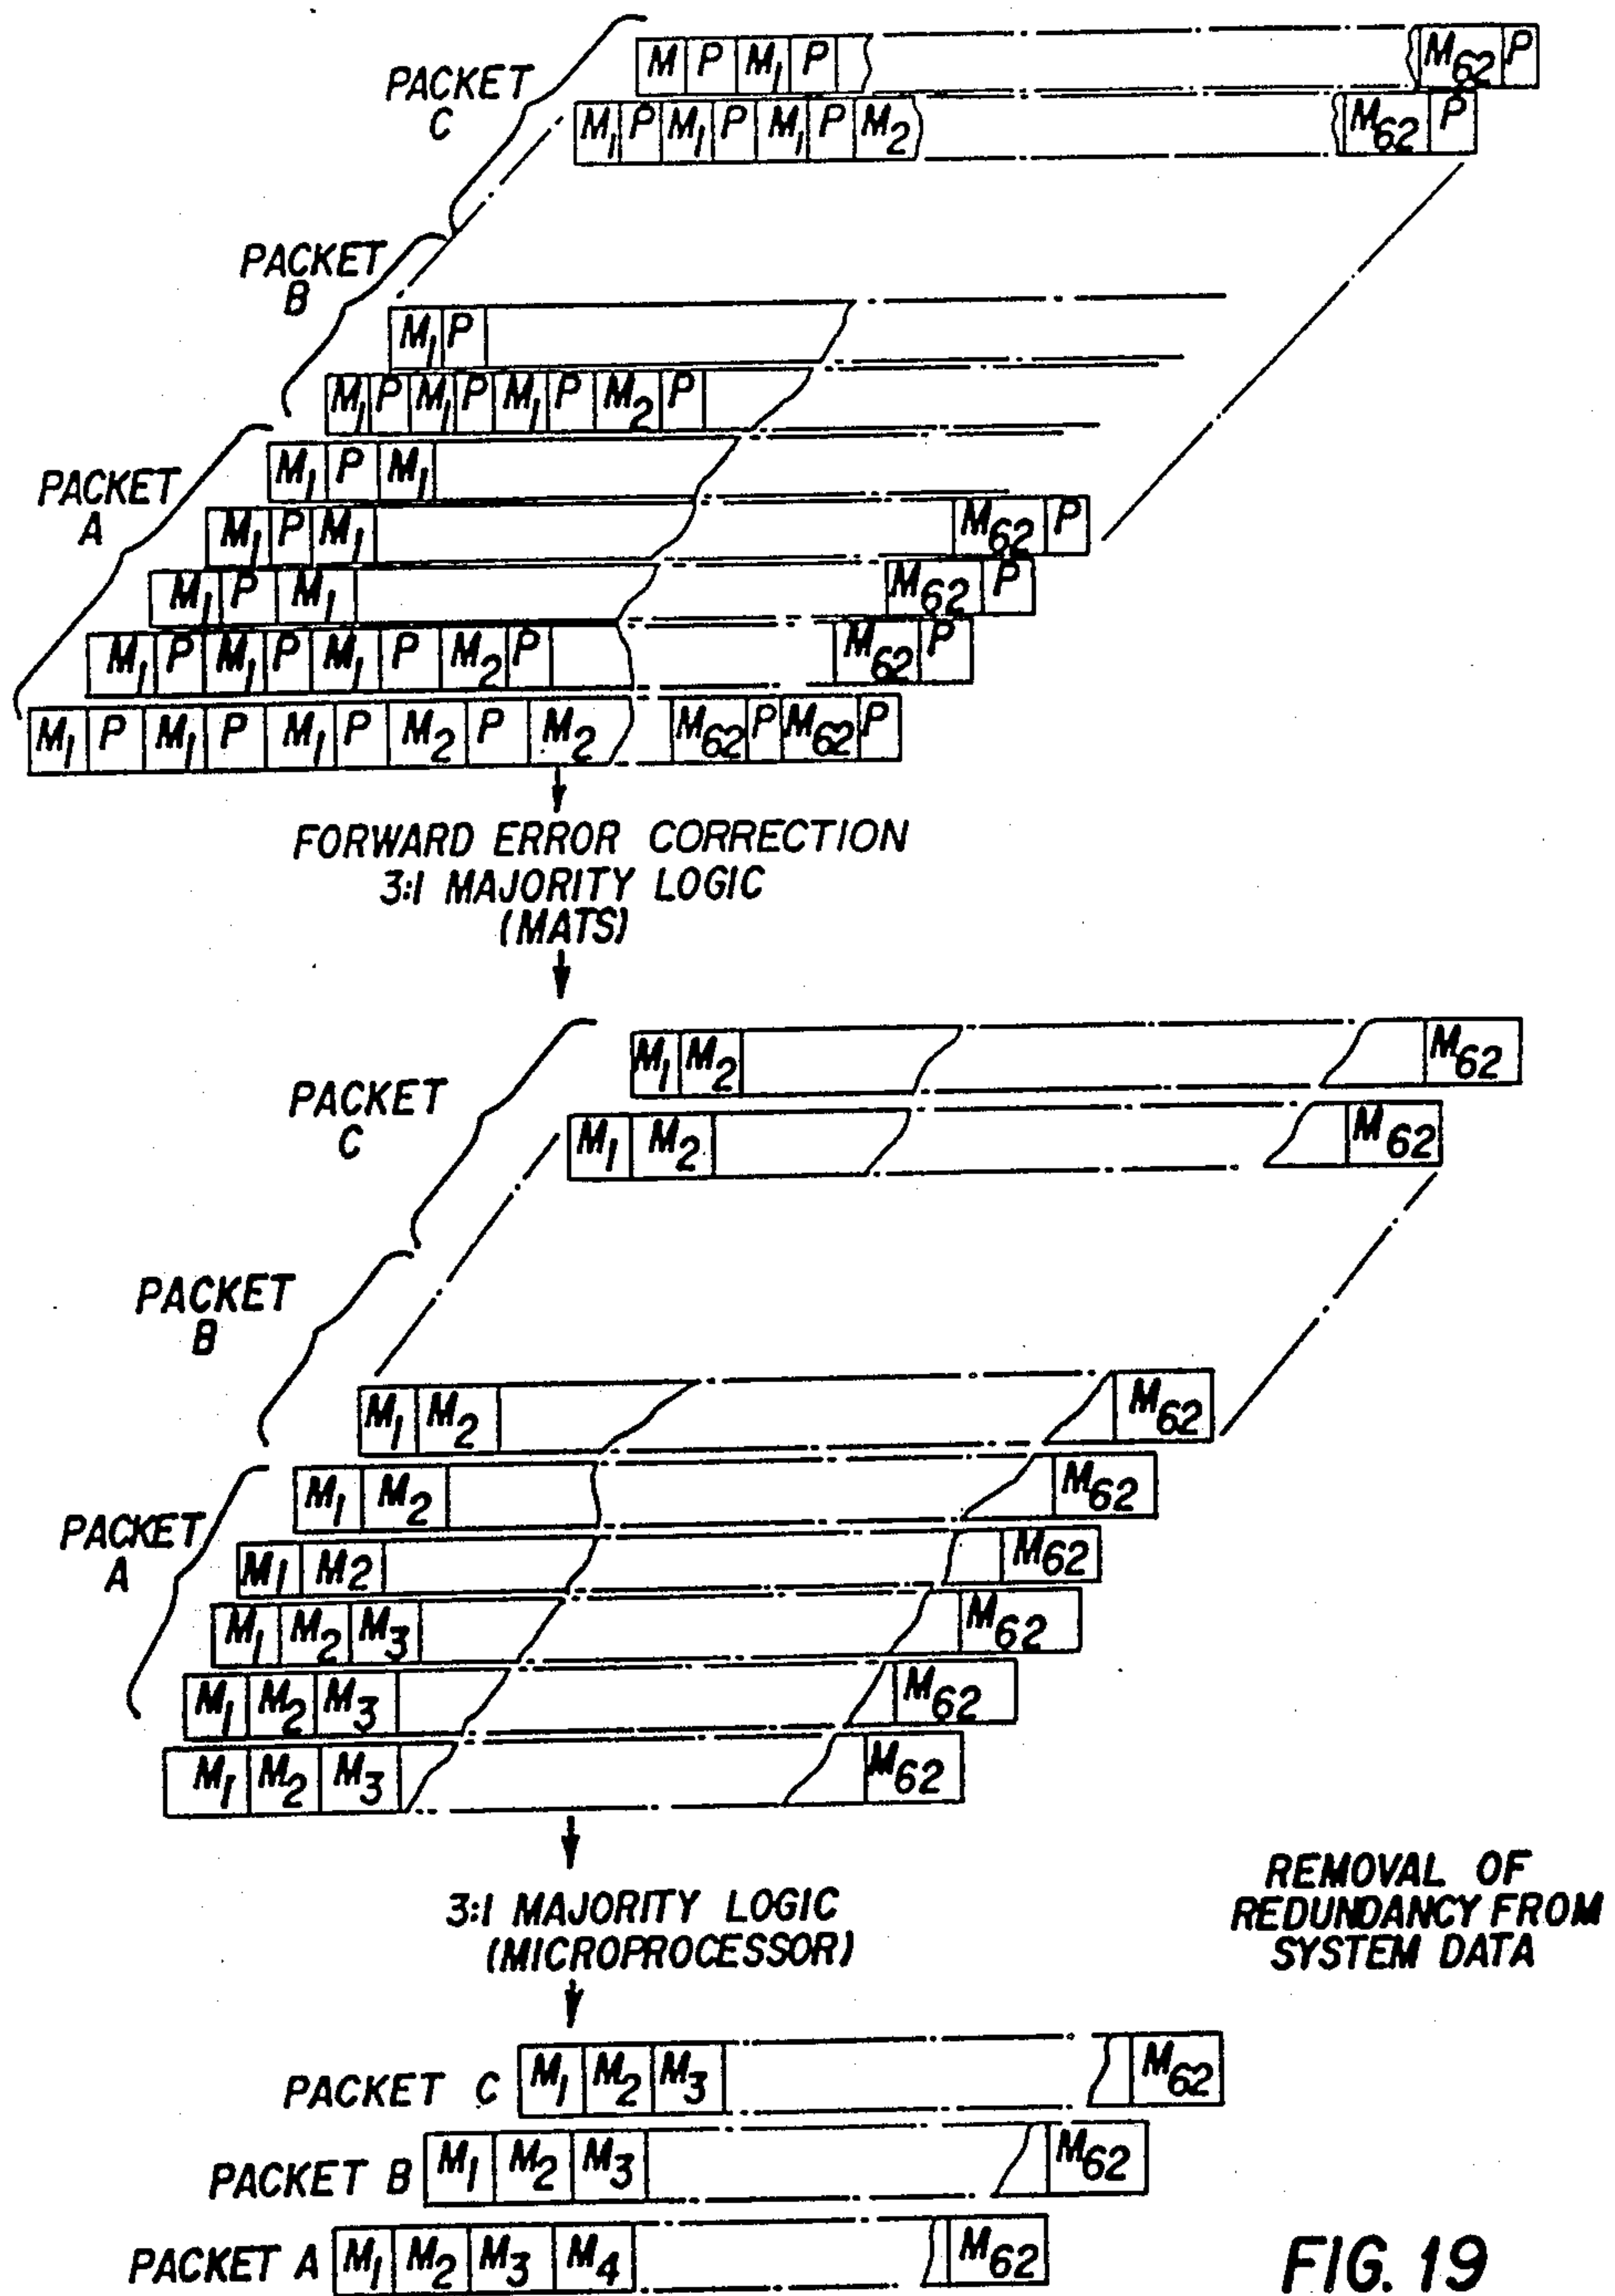 PACKET
C
M P M1 P M62 P
M1 P M1 P M1 P M2 M62 P
PACKET
B
M1 P
M1 P M1 P M1 P M2 P
PACKET
A
M1 P M1
M1 P M1 M62 P
M1 P M1 M62 P
M1 P M1 P M1 P M2 P M62 P
M1 P M1 P M1 P M2 P M2 M62 P M62 P
FORWARD ERROR CORRECTION
3:1 MAJORITY LOGIC
(MATS)
PACKET
C
M1 M2 M62
M1 M2 M62
PACKET
B
M1 M2 M62
PACKET
A
M1 M2 M62
M1 M2 M62
M1 M2 M3 M62
M1 M2 M3 M62
M1 M2 M3 M62
3:1 MAJORITY LOGIC
(MICROPROCESSOR)
REMOVAL OF
REDUNDANCY FROM
SYSTEM DATA
PACKET C M1 M2 M3 M62
PACKET B M1 M2 M3 M62
PACKET A M1 M2 M3 M4 M62
FIG. 19